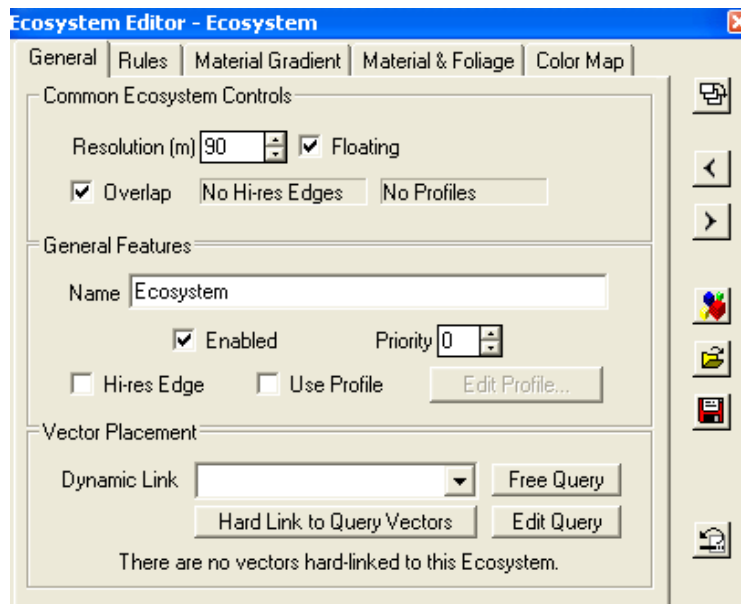 Ecosystem Editor - Ecosystem
General Rules Material Gradient Material & Foliage Color Map
Common Ecosystem Controls
Resolution (m) 90 Floating
Overlap No Hi-res Edges No Profiles
General Features
Name Ecosystem
Enabled Priority 0
Hi-res Edge Use Profile Edit Profile...
Vector Placement
Dynamic Link Free Query
Hard Link to Query Vectors Edit Query
There are no vectors hard-linked to this Ecosystem.